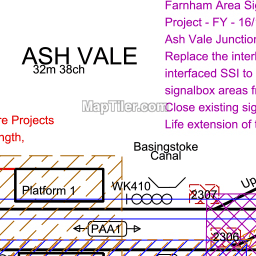 Farnham Area Sig
Project - FY - 16/
Ash Vale Junction
Replace the interl
interfaced SSI to
signalbox areas f
Close existing sig
Life extension of t
ASH VALE
32m 38ch
MapTiler.com
re Projects
ngth,
Basingstoke
Canal
Platform 1
WK410
2307
Up
PAA1
2306